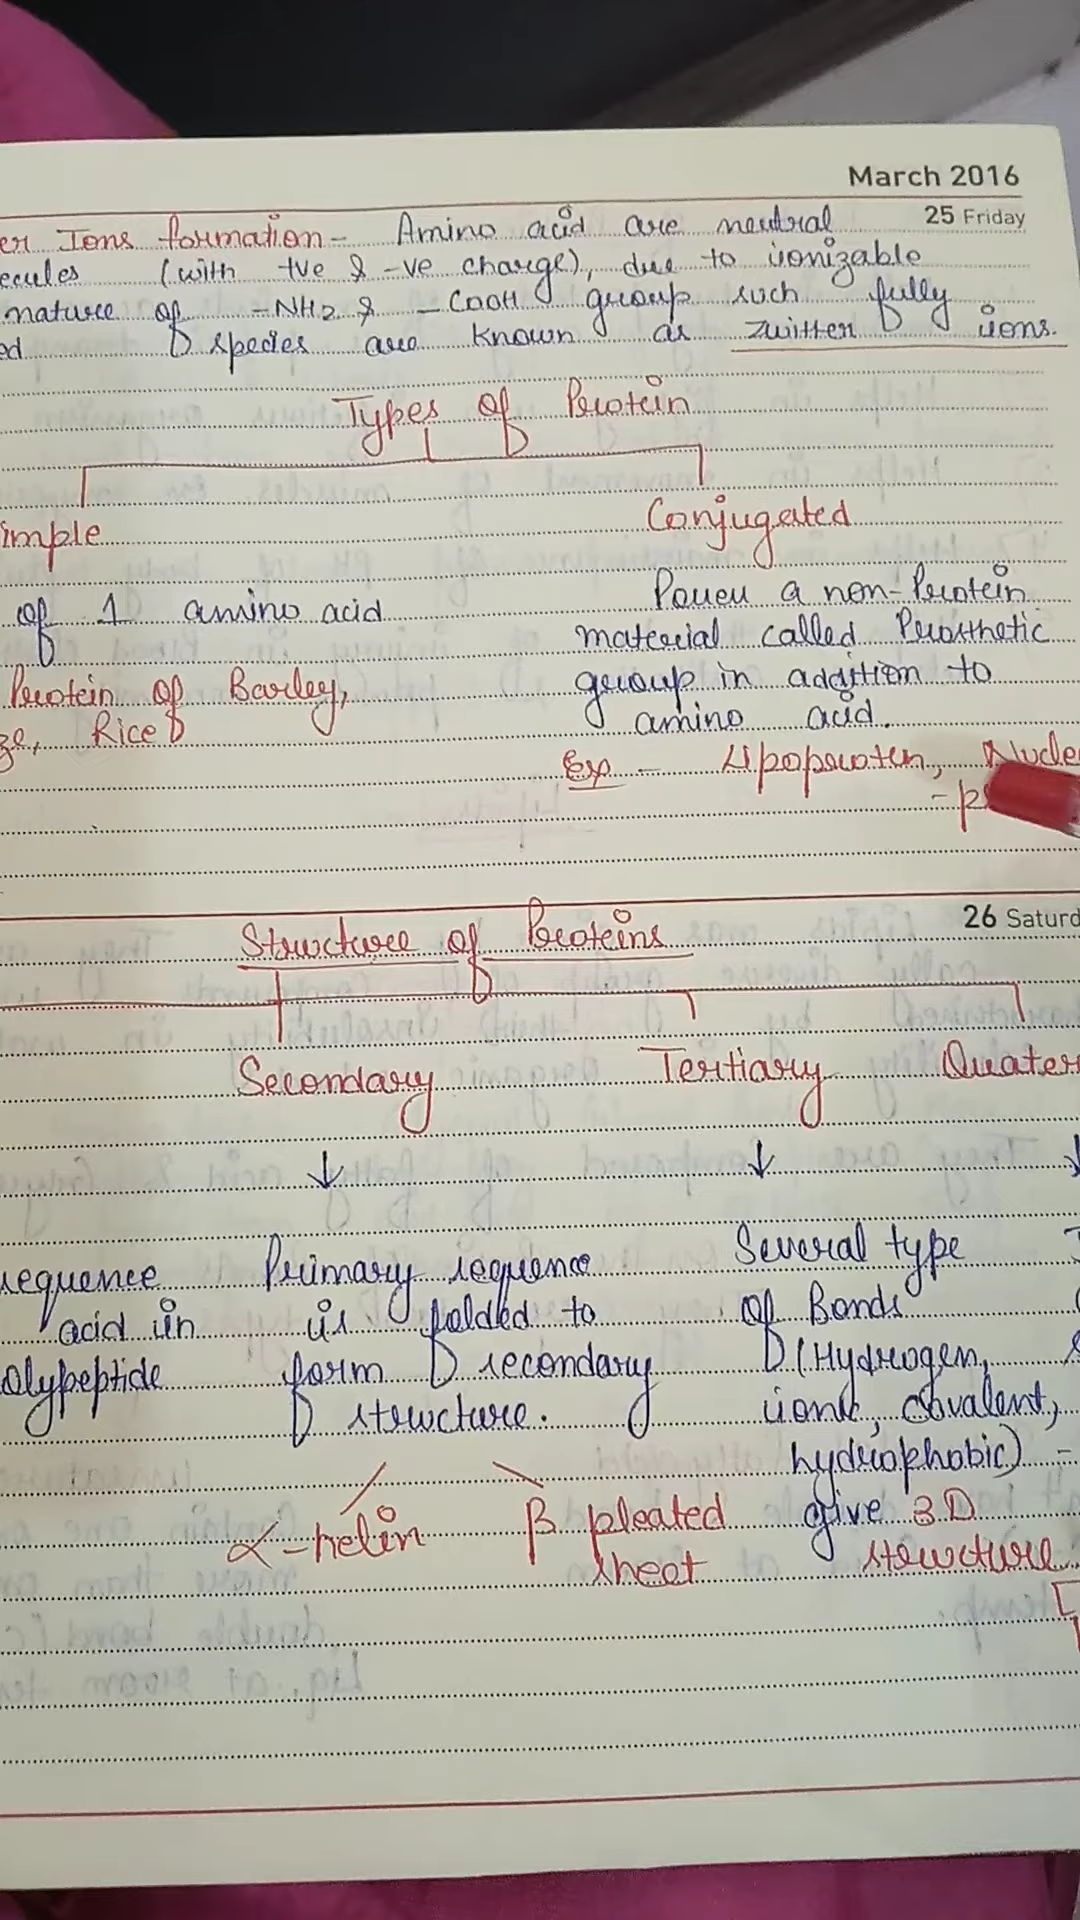 March 2016
25 Friday
er Ions formation - Amino acid are neutral
ecules (with +ve & -ve charge), due to ionizable
nature of -NH2 & -COOH group such fully
ed species are known as zwitter ions.
Types of Protein
imple Conjugated
of 1 amino acid
Protein of Barley,
ze, Rice
Posses a non-Protein
material called Prosthetic
group in addition to
amino acid.
Exp - Lipoprotein, Nucle
-p
26 Saturd
Structure of Proteins
Secondary Tertiary Quater
sequence
acid in
olypeptide
Primary sequence
is folded to
form secondary
structure.
α-helix
β pleated
sheet
Several type
of Bonds
(Hydrogen,
ionic, covalent,
hydrophobic) -
give 3D
structure